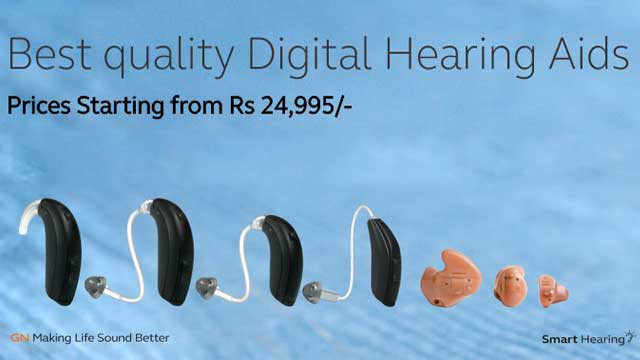 Best quality Digital Hearing Aids
Prices Starting from Rs 24,995/-
GN Making Life Sound Better
Smart Hearing